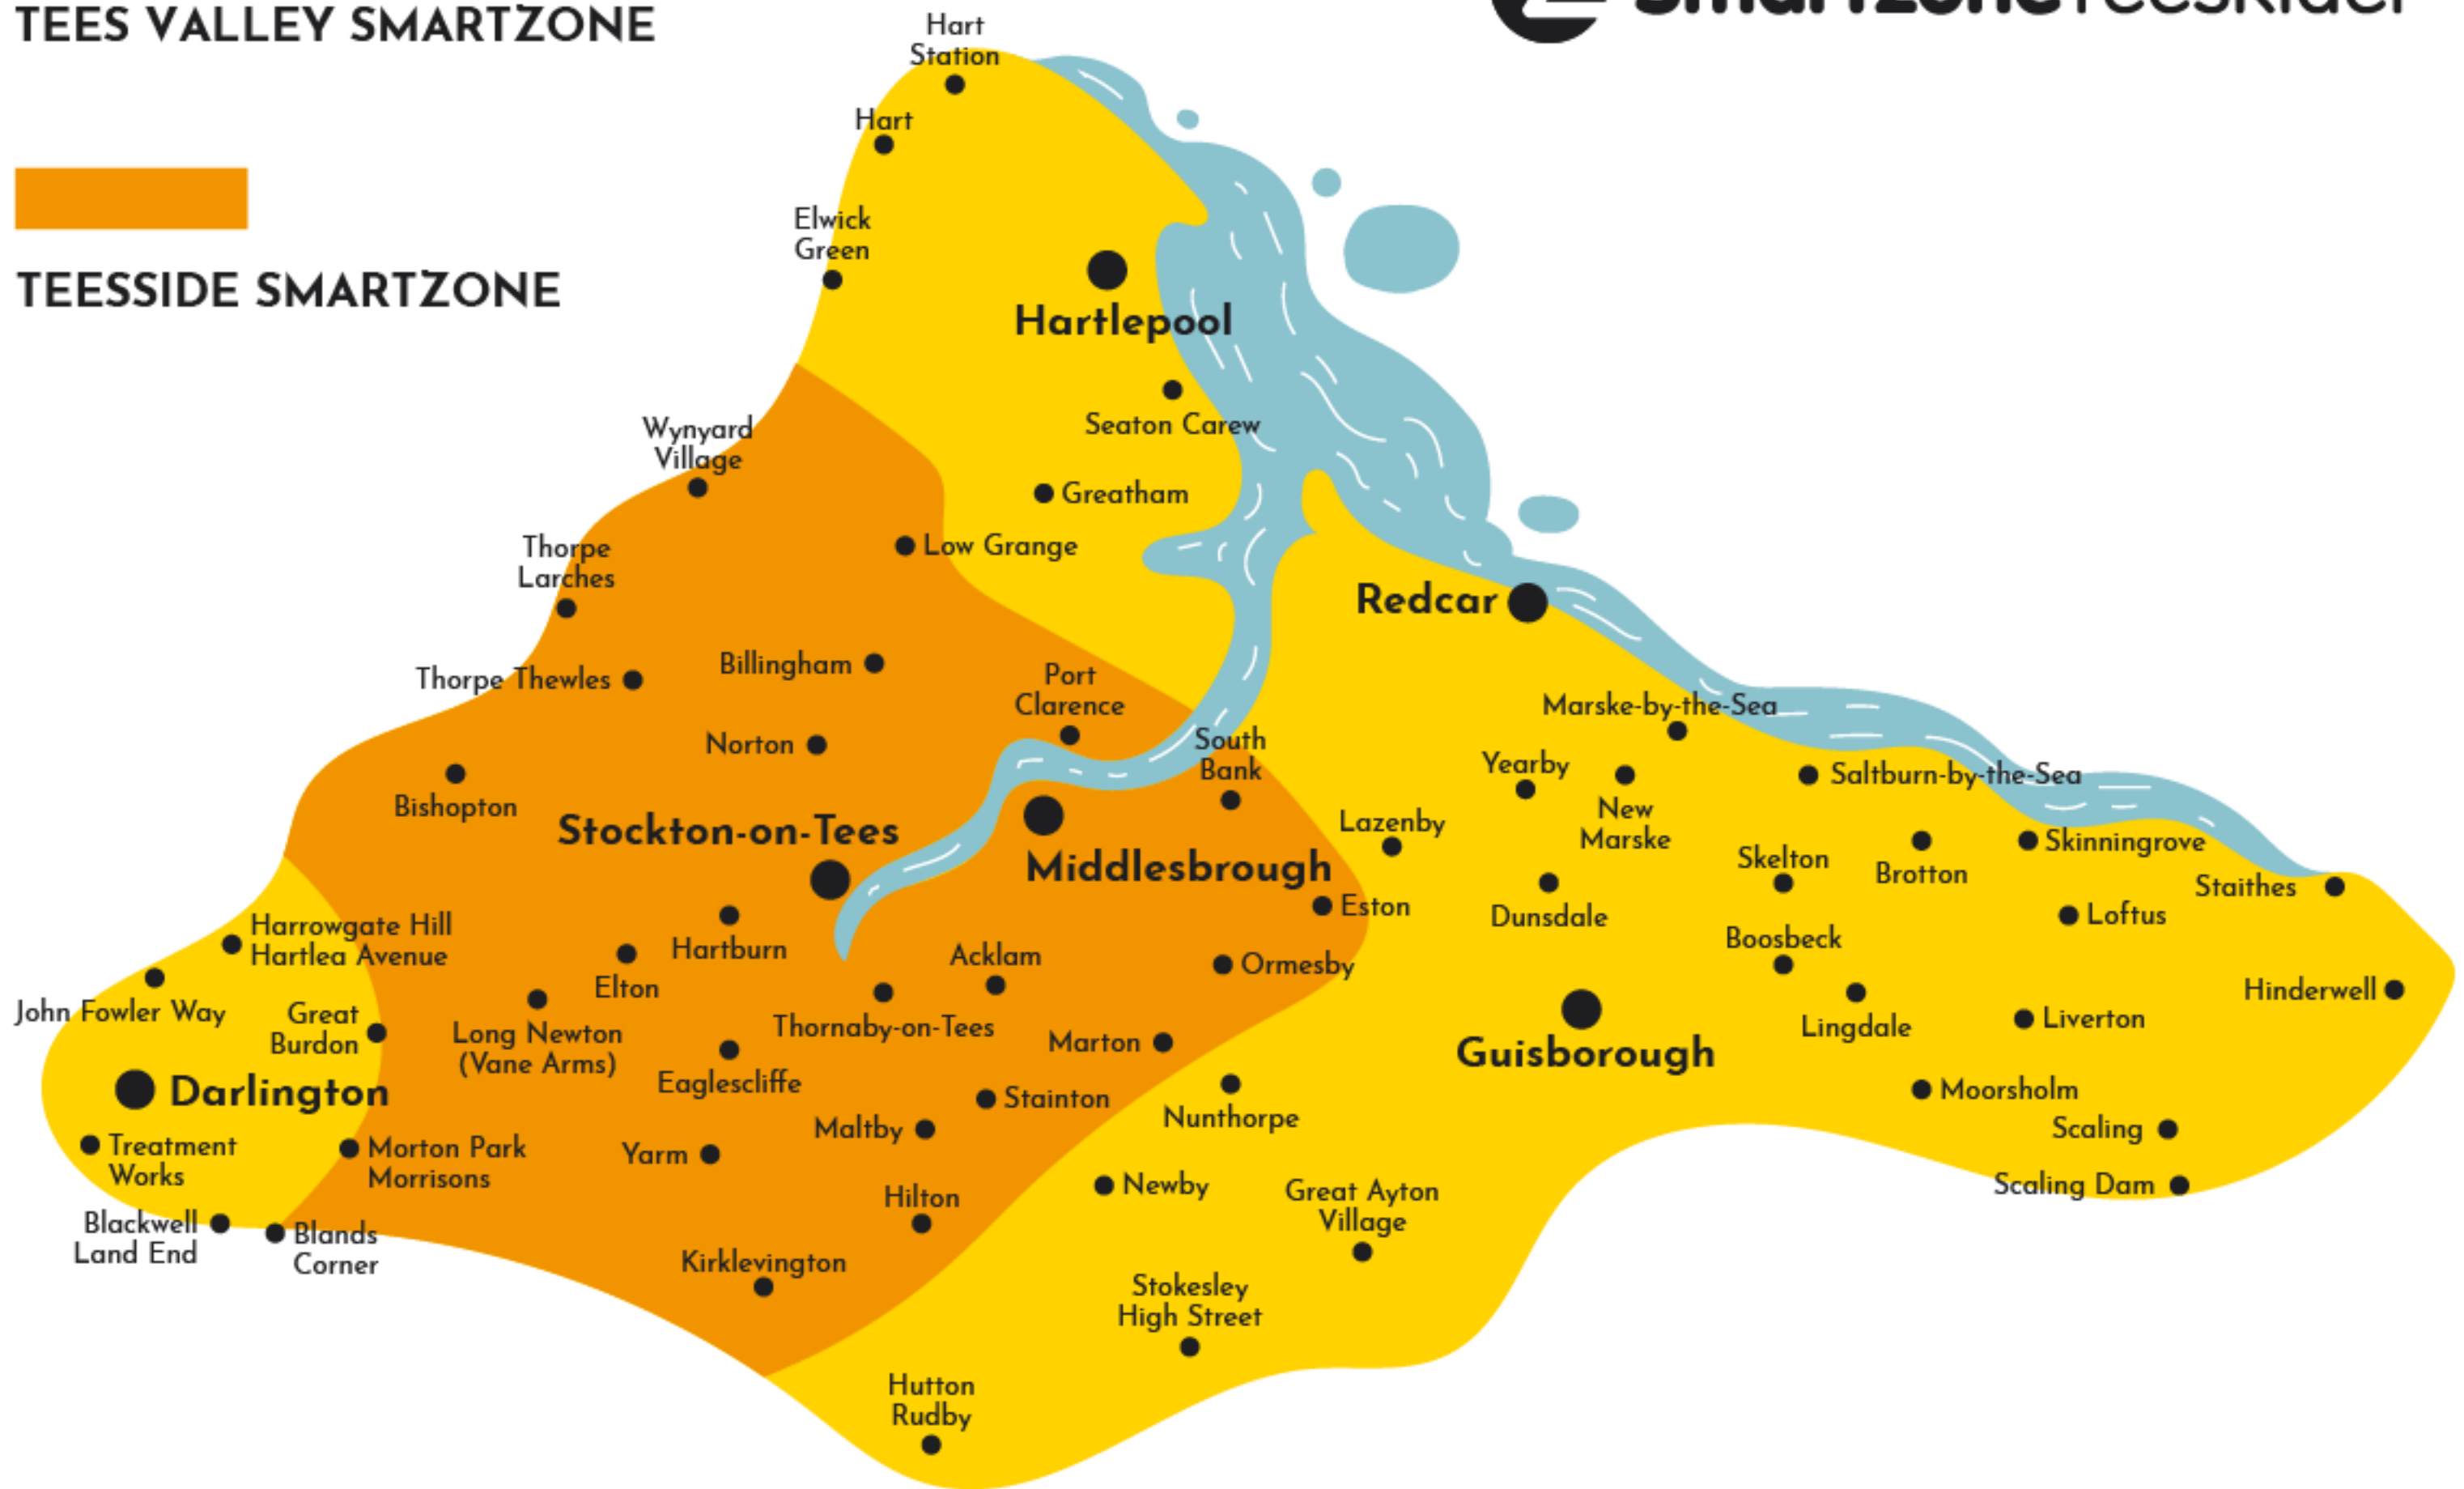 TEES VALLEY SMARTZONE
SmartzoneTeesRider
TEESSIDE SMARTZONE
Hart
Station
Hart
Elwick
Green
Hartlepool
Seaton Carew
Wynyard
Village
Greatham
Low Grange
Thorpe
Larches
Redcar
Thorpe Thewles
Billingham
Port
Clarence
Marske-by-the-Sea
Norton
South
Bank
Yearby
New
Marske
Saltburn-by-the-Sea
Bishopton
Stockton-on-Tees
Middlesbrough
Lazenby
Skelton
Brotton
Skinningrove
Staithes
Eston
Dunsdale
Loftus
Harrowgate Hill
Hartlea Avenue
Hartburn
Acklam
Ormesby
Boosbeck
Elton
John Fowler Way
Great
Burdon
Long Newton
(Vane Arms)
Thornaby-on-Tees
Marton
Guisborough
Lingdale
Liverton
Hinderwell
Darlington
Eaglescliffe
Stainton
Nunthorpe
Moorsholm
Treatment
Works
Morton Park
Morrisons
Yarm
Maltby
Scaling
Newby
Great Ayton
Village
Scaling Dam
Blackwell
Land End
Blands
Corner
Hilton
Kirklevington
Stokesley
High Street
Hutton
Rudby